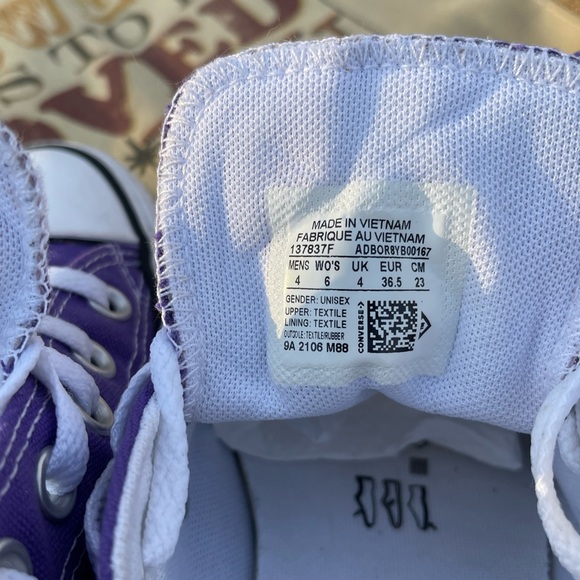 MADE IN VIETNAM
FABRIQUE AU VIETNAM
137837F ADBOR8YB00167
MENS WO'S UK EUR CM
4 6 4 36.5 23
GENDER: UNISEX
UPPER: TEXTILE
LINING: TEXTILE
OUTSOLE: TEXTILE/RUBBER
9A 2106 M88
CONVERSE